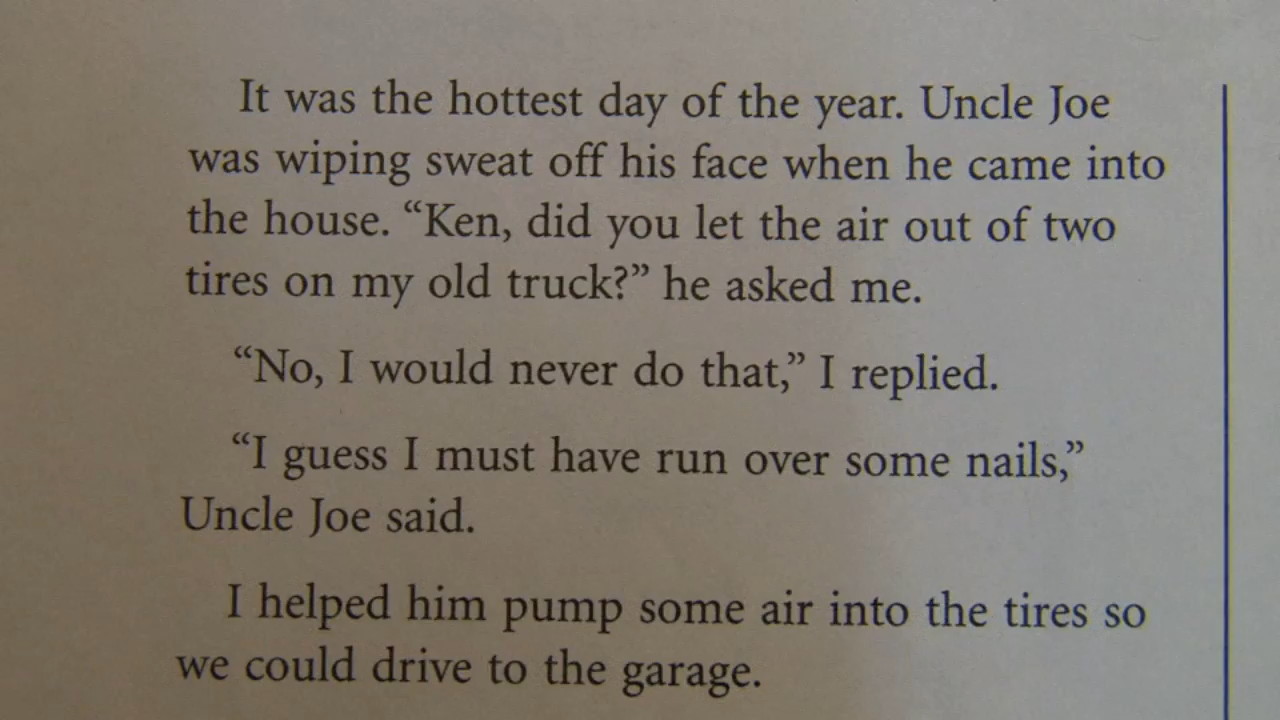 It was the hottest day of the year. Uncle Joe
was wiping sweat off his face when he came into
the house. “Ken, did you let the air out of two
tires on my old truck?” he asked me.
“No, I would never do that,” I replied.
“I guess I must have run over some nails,”
Uncle Joe said.
I helped him pump some air into the tires so
we could drive to the garage.